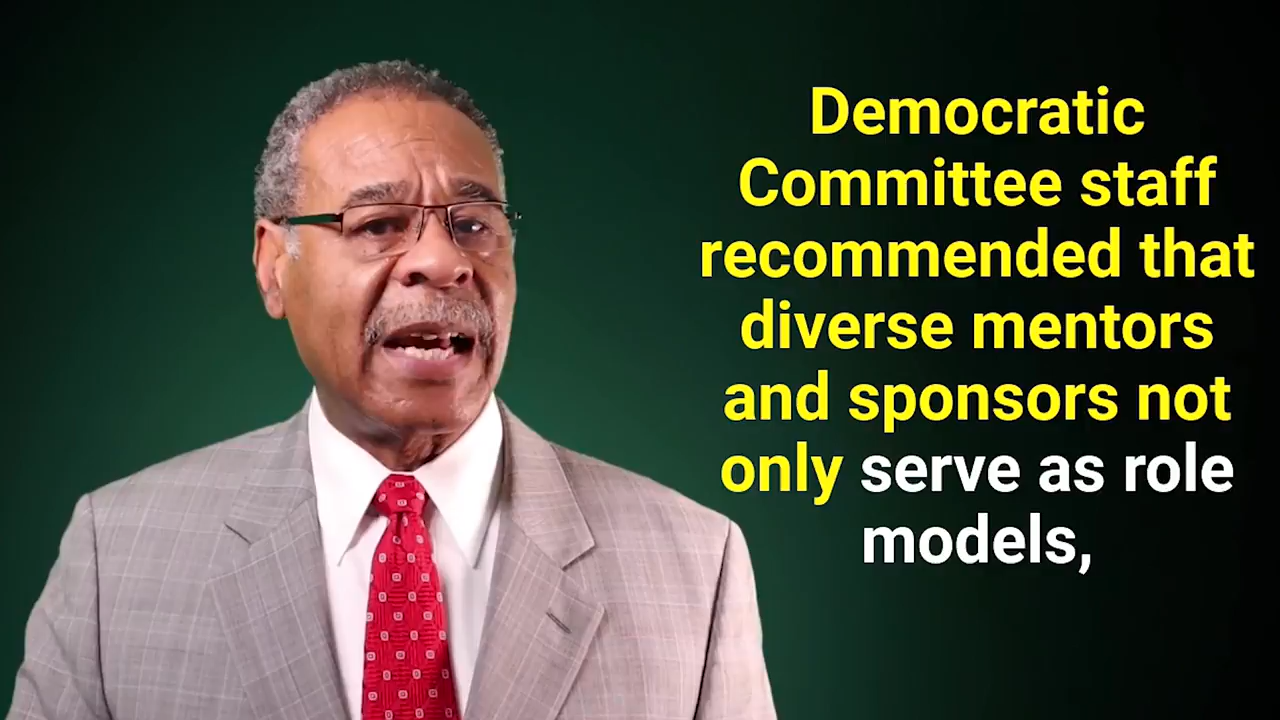 Democratic
Committee staff
recommended that
diverse mentors
and sponsors not
only serve as role
models,